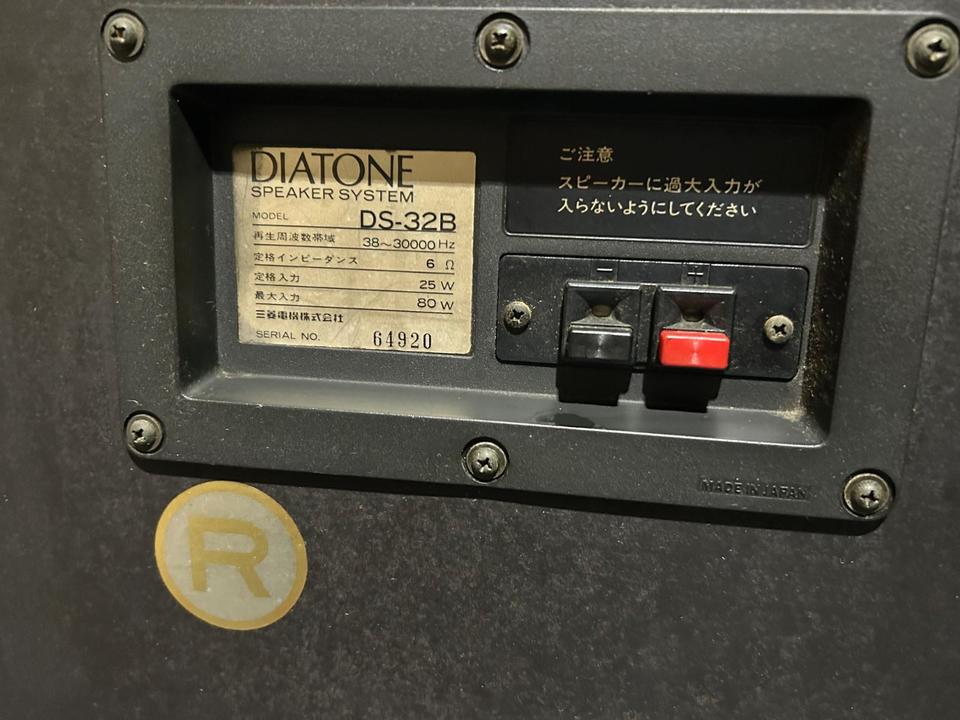 DIATONE
SPEAKER SYSTEM
MODEL DS-32B
再生周波数帯域 38~30000 Hz
定格インピーダンス 6 Ω
定格入力 25 W
最大入力 80 W
三菱電機株式会社
SERIAL NO. 64920
ご注意
スピーカーに過大入力が
入らないようにしてください
− +
MADE IN JAPAN
R